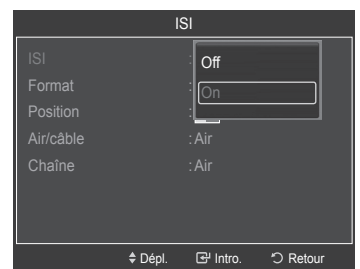 ISI
ISI :
Off
Format :
On
Position :
Air/câble : Air
Chaîne : Air
Dépl. Intro. Retour